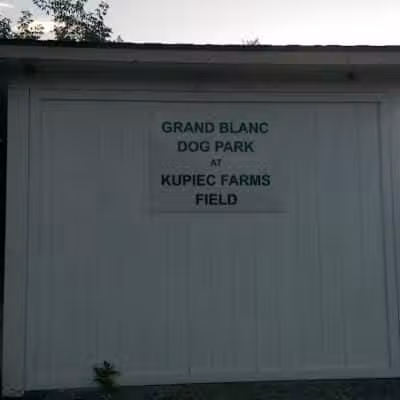 GRAND BLANC
DOG PARK
AT
KUPIEC FARMS
FIELD